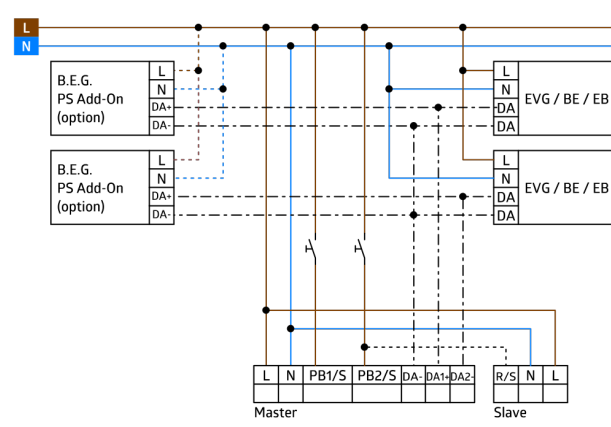 L
N
B.E.G.
PS Add-On
(option)
L
N
DA+
DA-
L
N
DA
DA
EVG / BE / EB
B.E.G.
PS Add-On
(option)
L
N
DA+
DA-
L
N
DA
DA
EVG / BE / EB
L N PB1/S PB2/S DA- DA1+ DA2- R/S N L
Master Slave